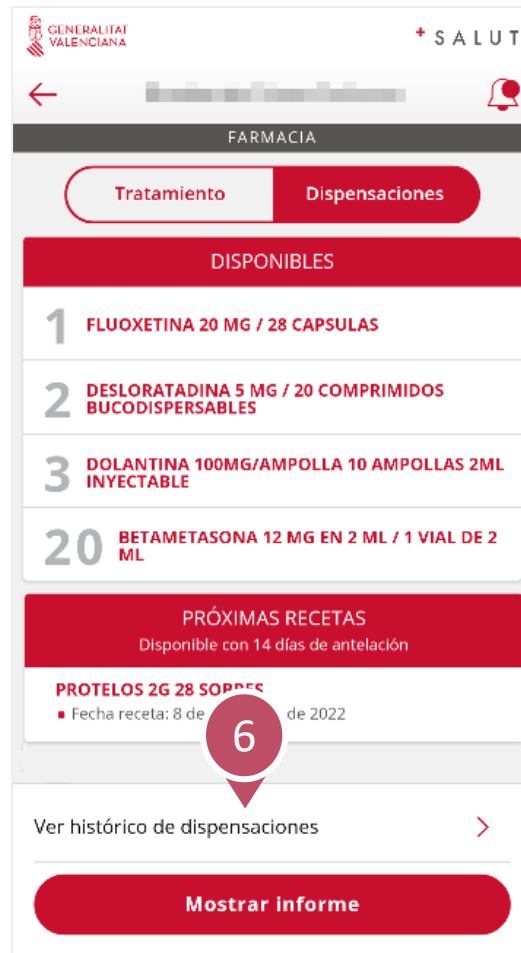 GENERALITAT
VALENCIANA
+ SALUT
FARMACIA
Tratamiento
Dispensaciones
DISPONIBLES
1 FLUOXETINA 20 MG / 28 CAPSULAS
2 DESLORATADINA 5 MG / 20 COMPRIMIDOS
BUCODISPERSABLES
3 DOLANTINA 100MG/AMPOLLA 10 AMPOLLAS 2ML
INYECTABLE
20 BETAMETASONA 12 MG EN 2 ML / 1 VIAL DE 2
ML
PRÓXIMAS RECETAS
Disponible con 14 días de antelación
PROTELOS 2G 28 SOBRES
Fecha receta: 8 de de 2022
6
Ver histórico de dispensaciones
Mostrar informe